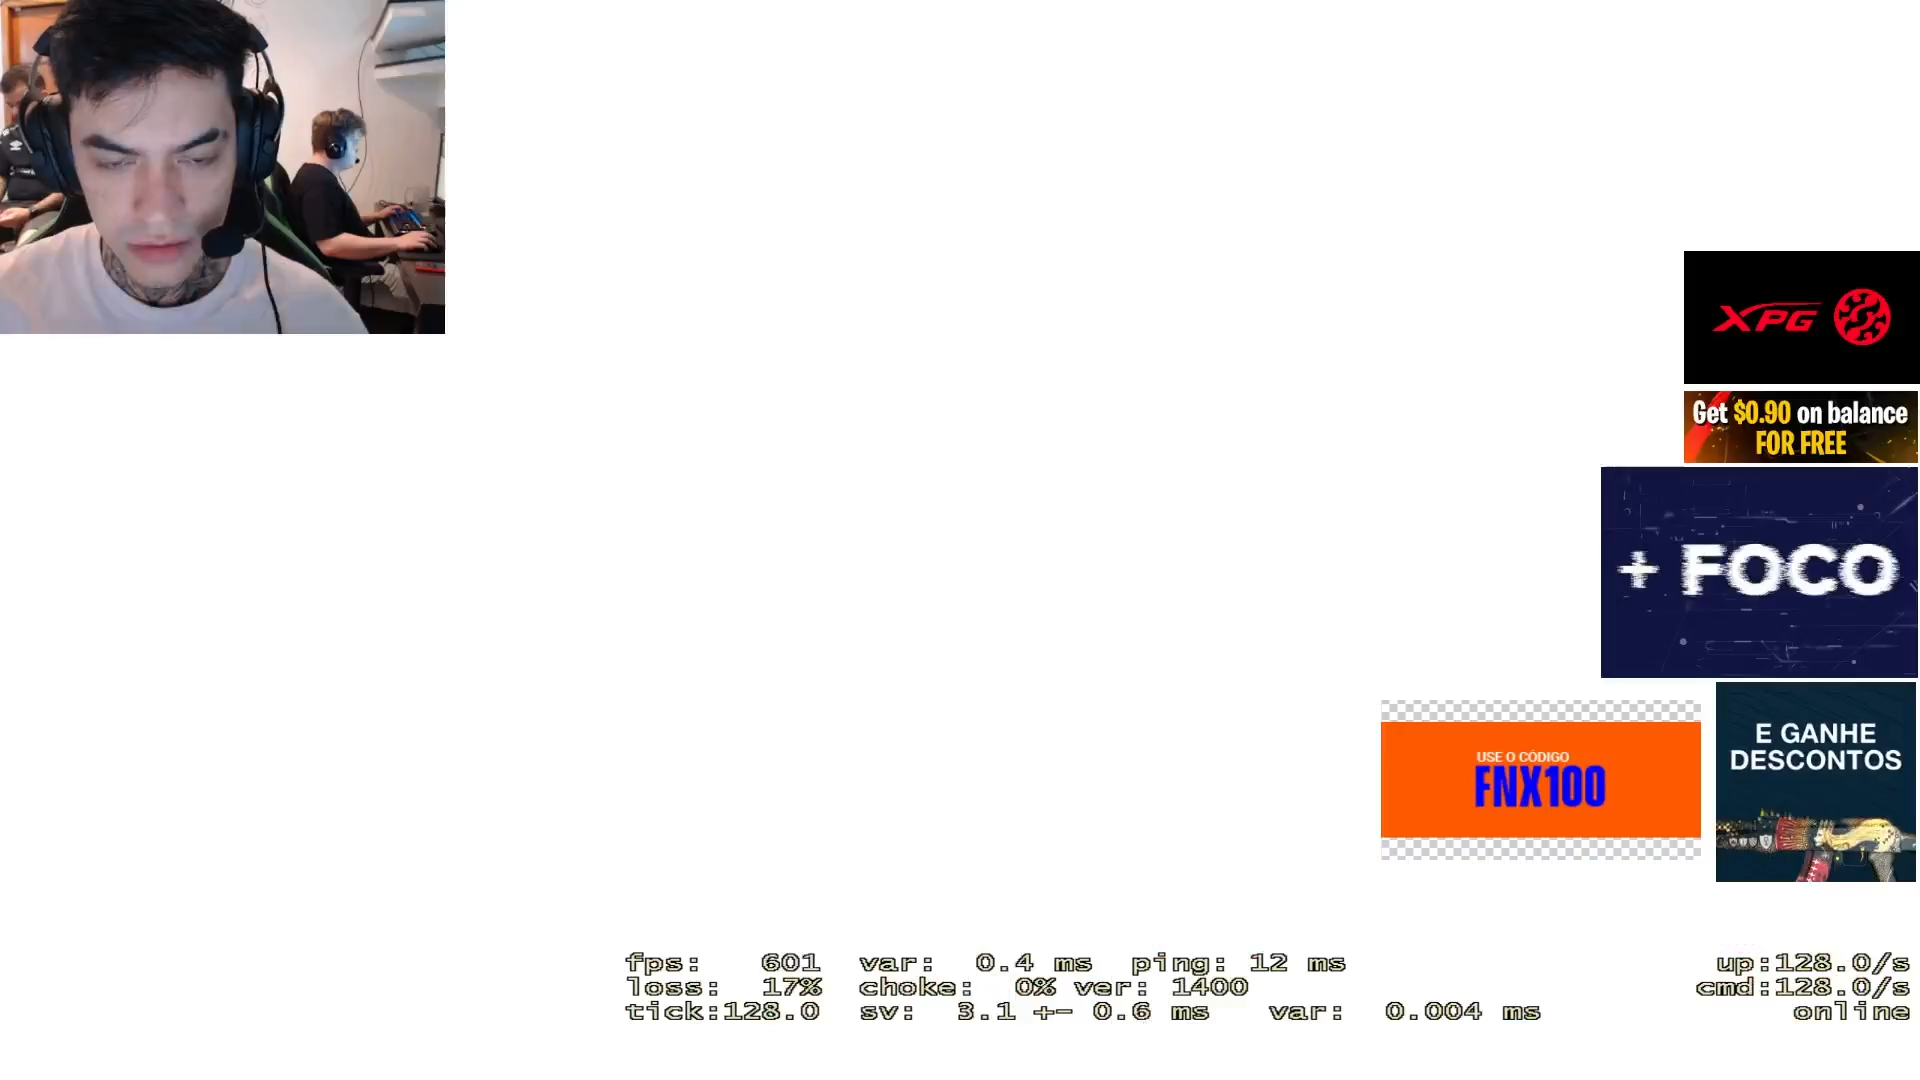 XPG
Get $0.90 on balance
FOR FREE
+ FOCO
USE O CÓDIGO
FNX100
E GANHE
DESCONTOS
fps: 601 var: 0.4 ms ping: 12 ms
loss: 17% choke: 0% ver: 1400
tick:128.0 sv: 3.1 +- 0.6 ms var: 0.004 ms
up:128.0/s
cmd:128.0/s
online